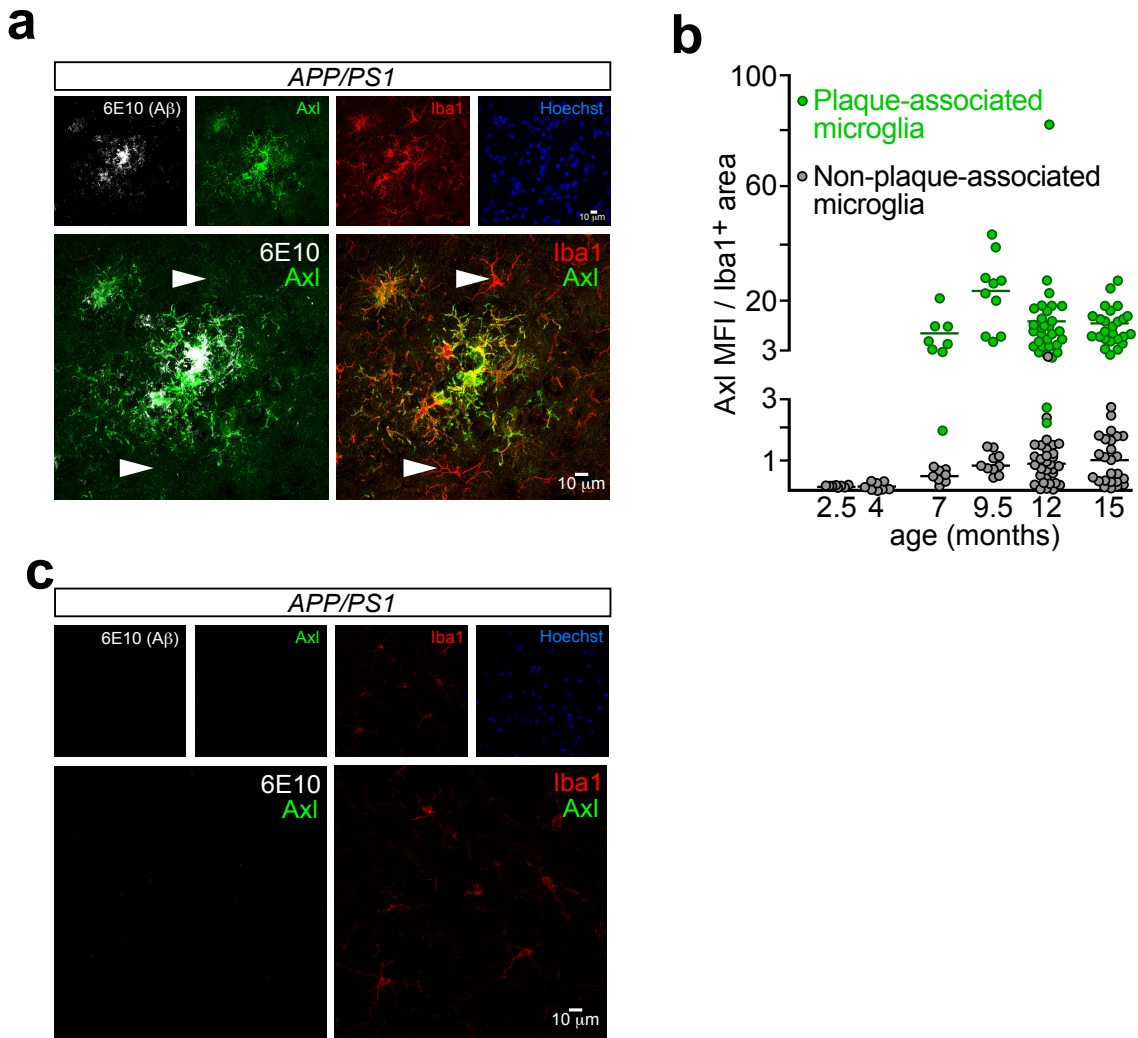 a
APP/PS1
6E10 (Aβ)
Axl
Iba1
Hoechst
10 μm
6E10
Axl
Iba1
Axl
10 μm
b
100
60
20
3
3
1
Axl MFI / Iba1+ area
Plaque-associated
microglia
Non-plaque-associated
microglia
2.5 4 7 9.5 12 15
age (months)
c
APP/PS1
6E10 (Aβ)
Axl
Iba1
Hoechst
6E10
Axl
Iba1
Axl
10 μm